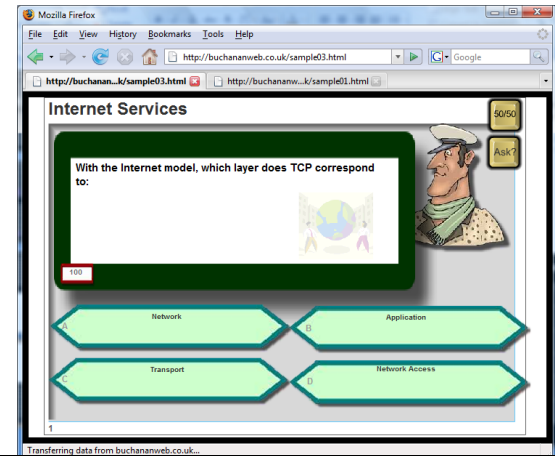 Mozilla Firefox
File Edit View History Bookmarks Tools Help
http://buchananweb.co.uk/sample03.html
Google
http://buchanan...k/sample03.html http://buchananw...k/sample01.html
Internet Services
50/50
With the Internet model, which layer does TCP correspond
to:
Ask?
100
A Network
B Application
C Transport
D Network Access
1
Transferring data from buchananweb.co.uk...